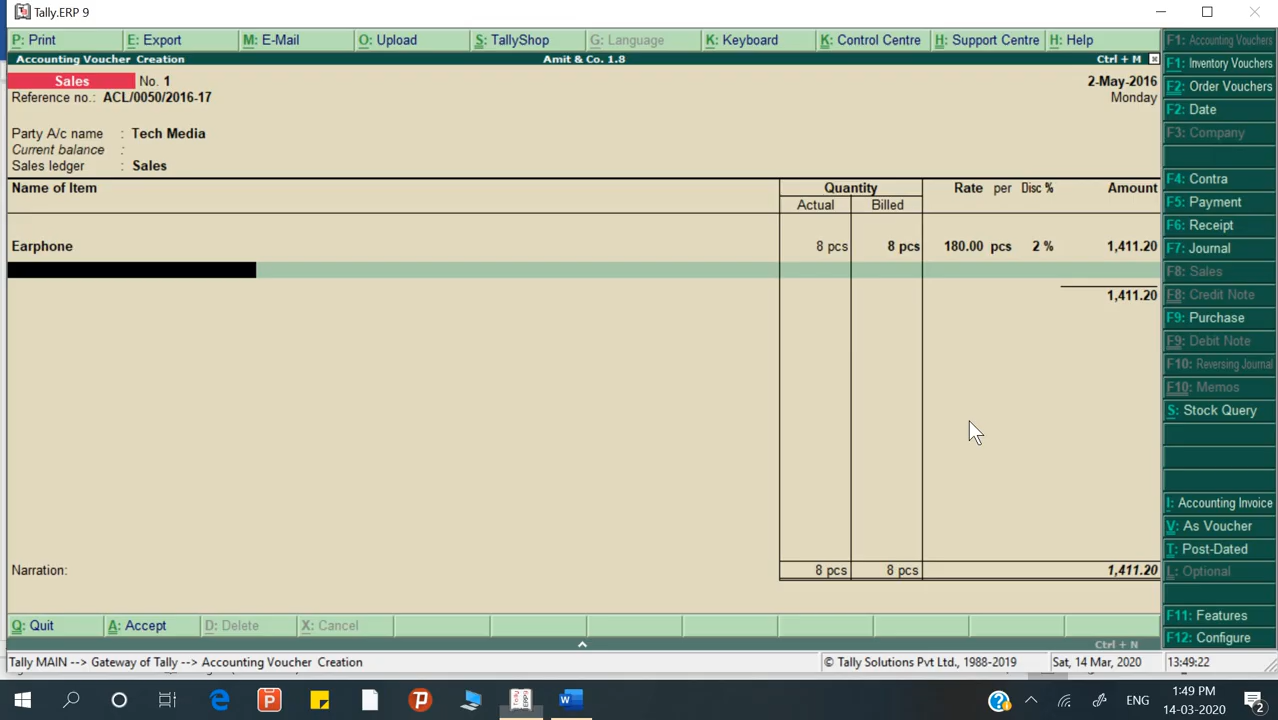 Tally.ERP 9
P: Print E: Export M: E-Mail O: Upload S: TallyShop G: Language K: Keyboard K: Control Centre H: Support Centre H: Help
Accounting Voucher Creation Amit & Co. 1.8 Ctrl + M
Sales No. 1 2-May-2016
Reference no.: ACL/0050/2016-17 Monday
Party A/c name : Tech Media
Current balance :
Sales ledger : Sales
Name of Item Quantity Rate per Disc % Amount
Actual Billed
Earphone 8 pcs 8 pcs 180.00 pcs 2 % 1,411.20
1,411.20
Narration: 8 pcs 8 pcs 1,411.20
Q: Quit A: Accept D: Delete X: Cancel
Ctrl + N
F1: Accounting Vouchers
F1: Inventory Vouchers
F2: Order Vouchers
F2: Date
F3: Company
F4: Contra
F5: Payment
F6: Receipt
F7: Journal
F8: Sales
F8: Credit Note
F9: Purchase
F9: Debit Note
F10: Reversing Journal
F10: Memos
S: Stock Query
I: Accounting Invoice
V: As Voucher
T: Post-Dated
L: Optional
F11: Features
F12: Configure
Tally MAIN --> Gateway of Tally --> Accounting Voucher Creation © Tally Solutions Pvt Ltd., 1988-2019 Sat, 14 Mar, 2020 13:49:22
ENG 1:49 PM
14-03-2020 2